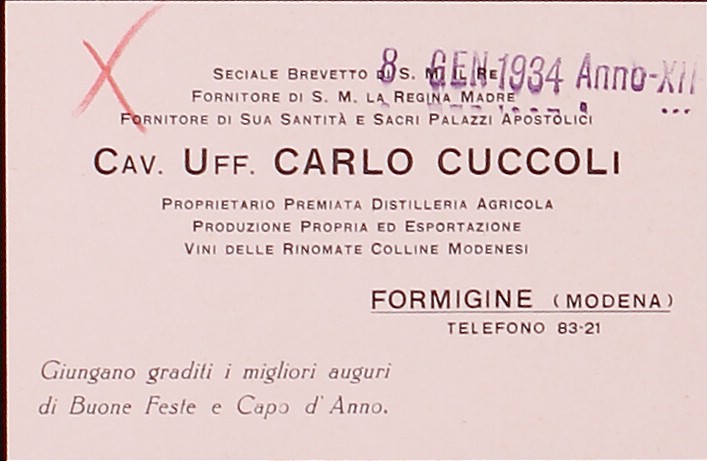 8 GEN 1934 Anno-XII
SECIALE BREVETTO DI S. M. IL RE
FORNITORE DI S. M. LA REGINA MADRE
FORNITORE DI SUA SANTITÀ E SACRI PALAZZI APOSTOLICI
CAV. UFF. CARLO CUCCOLI
PROPRIETARIO PREMIATA DISTILLERIA AGRICOLA
PRODUZIONE PROPRIA ED ESPORTAZIONE
VINI DELLE RINOMATE COLLINE MODENESI
FORMIGINE (MODENA)
TELEFONO 83-21
Giungano graditi i migliori auguri
di Buone Feste e Capo d'Anno.